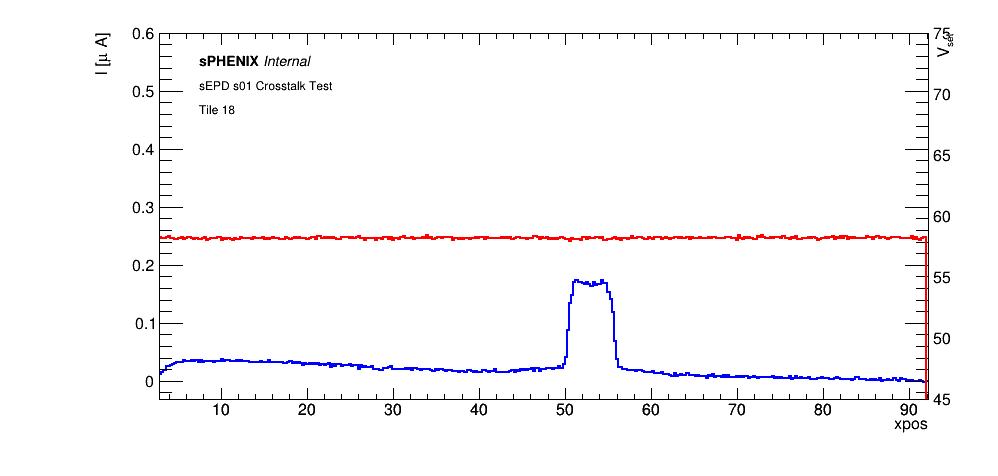 I [μ A]
0.6
0.5
0.4
0.3
0.2
0.1
0
sPHENIX Internal
sEPD s01 Crosstalk Test
Tile 18
75
70
65
60
55
50
45
V set
10 20 30 40 50 60 70 80 90
xpos